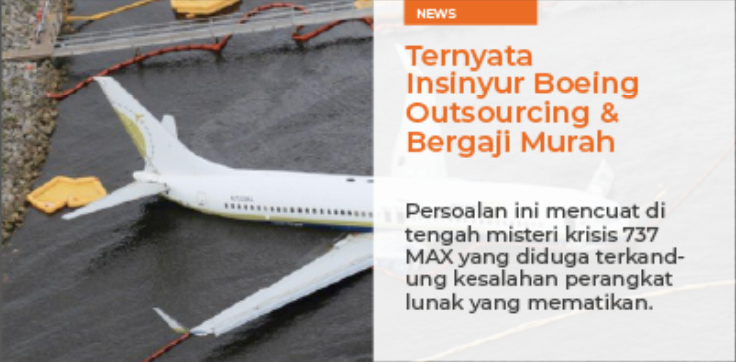 NEWS
Ternyata
Insinyur Boeing
Outsourcing &
Bergaji Murah
Persoalan ini mencuat di
tengah misteri krisis 737
MAX yang diduga terkand-
ung kesalahan perangkat
lunak yang mematikan.